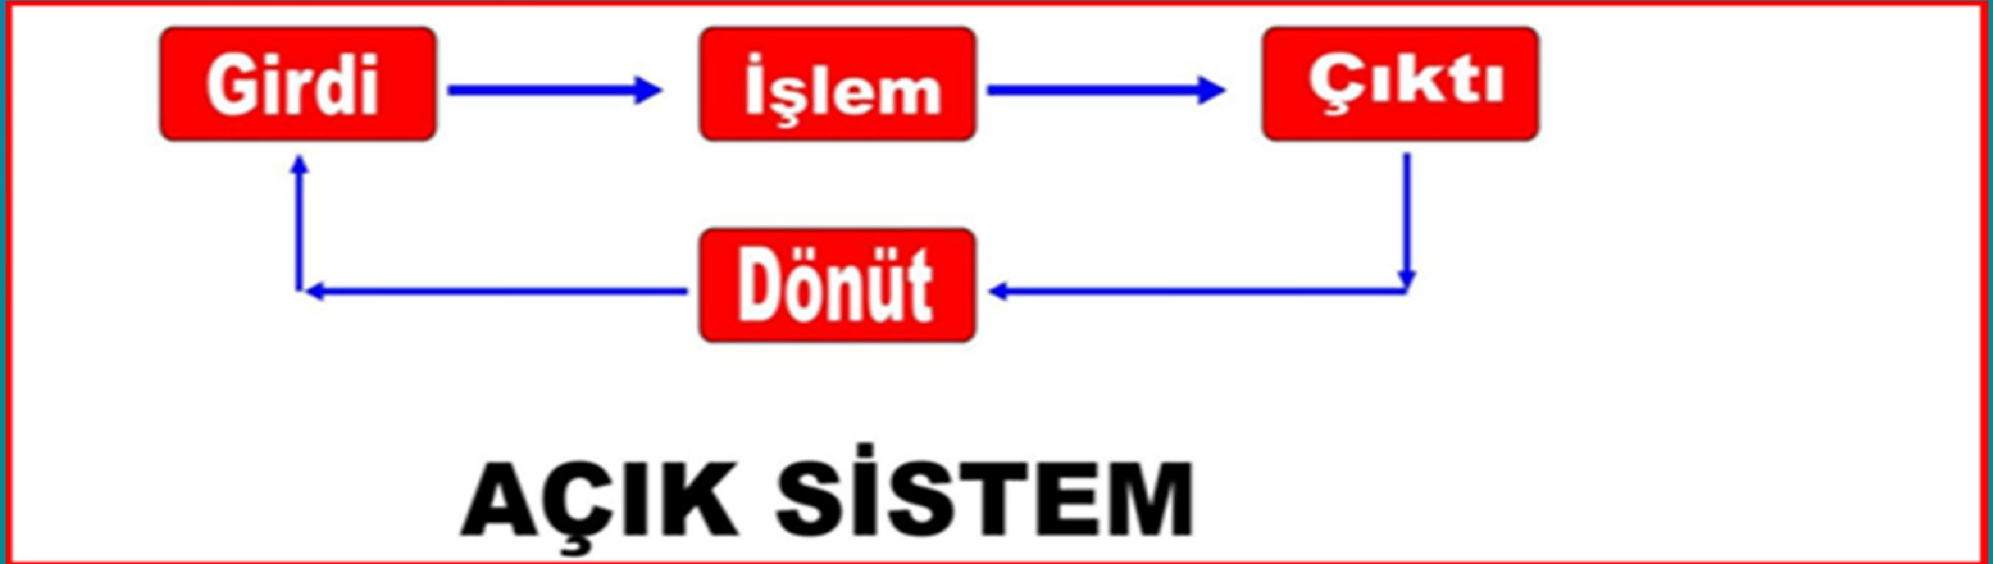 Girdi
İşlem
Çıktı
Dönüt
AÇIK SİSTEM